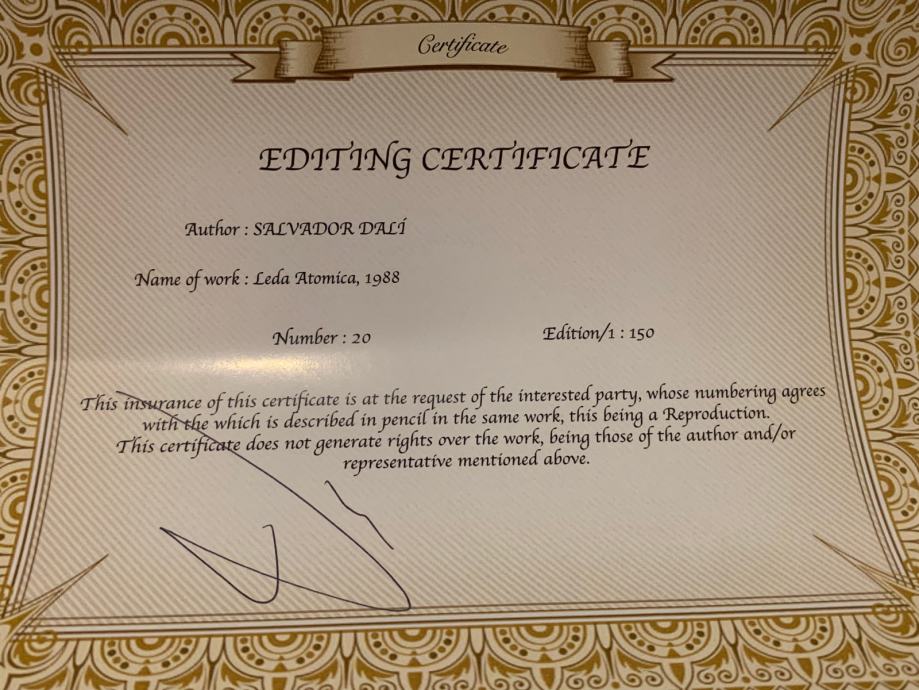 Certificate
EDITING CERTIFICATE
Author : SALVADOR DALÍ
Name of work : Leda Atomica, 1988
Number : 20 Edition/1 : 150
This insurance of this certificate is at the request of the interested party, whose numbering agrees
with the which is described in pencil in the same work, this being a Reproduction.
This certificate does not generate rights over the work, being those of the author and/or
representative mentioned above.